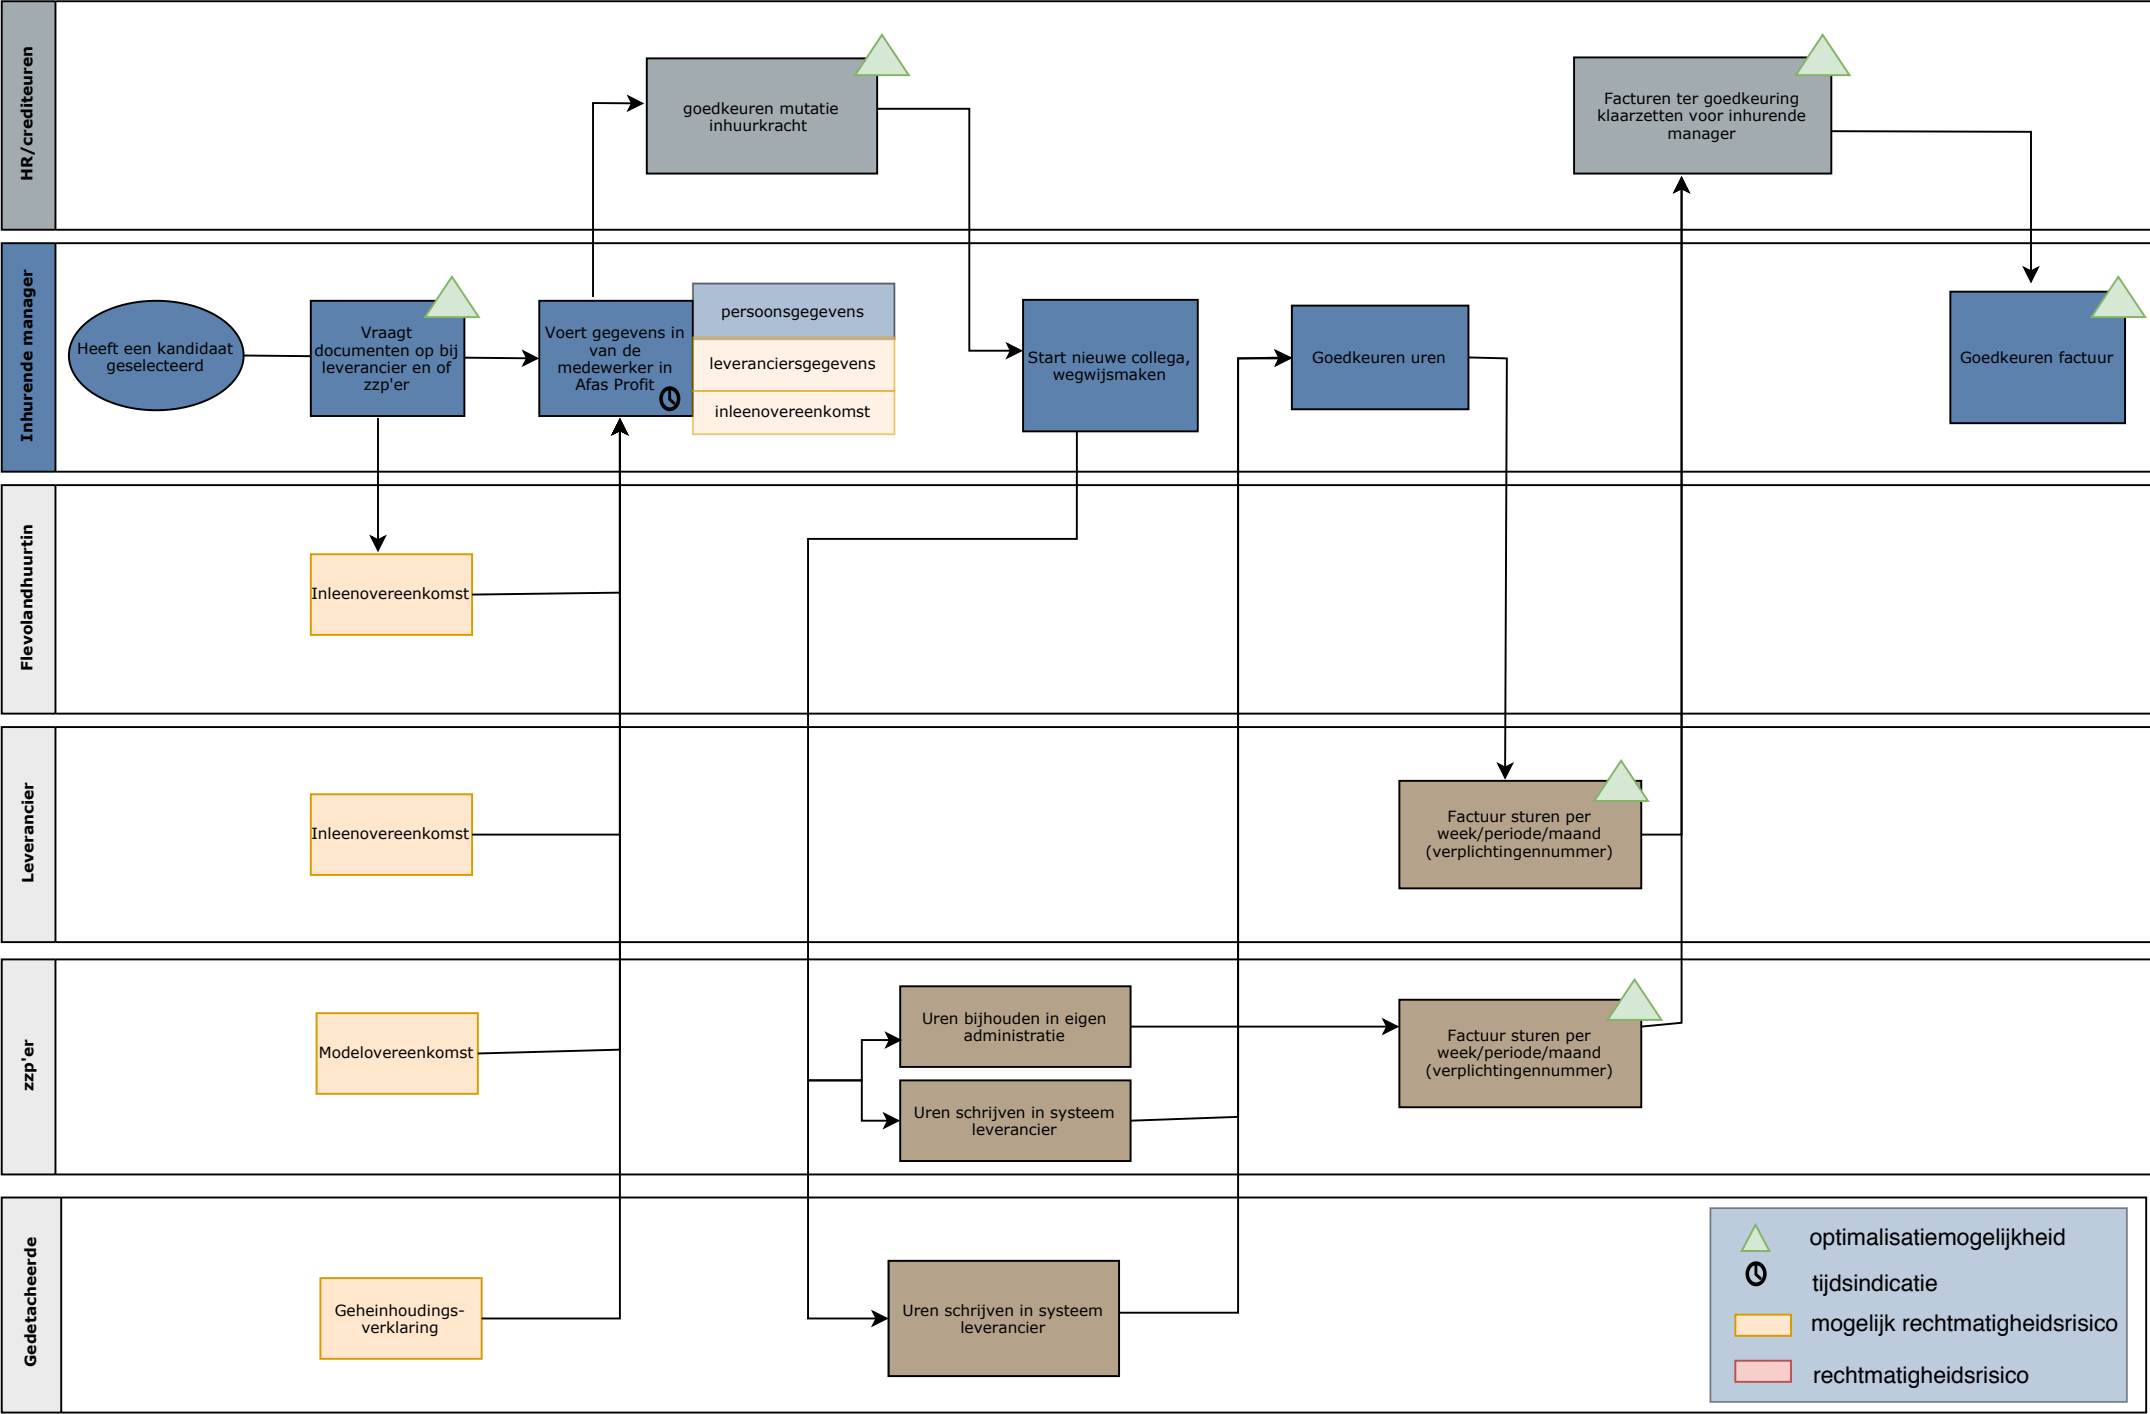 HR/crediteuren
goedkeuren mutatie
inhuurkracht
Facturen ter goedkeuring
klaarzetten voor inhurende
manager
Inhurende manager
Heeft een kandidaat
geselecteerd
Vraagt
documenten op bij
leverancier en of
zzp'er
Voert gegevens in
van de
medewerker in
Afas Profit
persoonsgegevens
leveranciersgegevens
inleenovereenkomst
Start nieuwe collega,
wegwijsmaken
Goedkeuren uren
Goedkeuren factuur
Flevolandhuurtin
Inleenovereenkomst
Leverancier
Inleenovereenkomst
Factuur sturen per
week/periode/maand
(verplichtingennummer)
zzp'er
Modelovereenkomst
Uren bijhouden in eigen
administratie
Uren schrijven in systeem
leverancier
Factuur sturen per
week/periode/maand
(verplichtingennummer)
Gedetacheerde
Geheinhoudings-
verklaring
Uren schrijven in systeem
leverancier
optimalisatiemogelijkheid
tijdsindicatie
mogelijk rechtmatigheidsrisico
rechtmatigheidsrisico